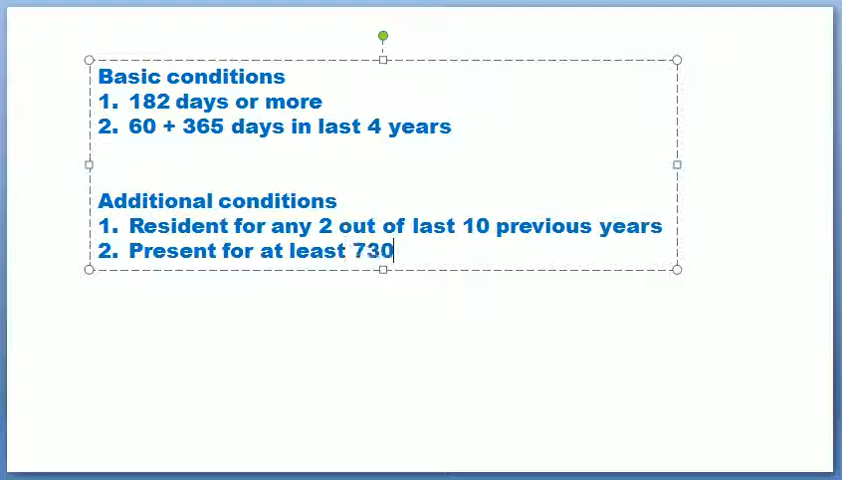 Basic conditions
1. 182 days or more
2. 60 + 365 days in last 4 years
Additional conditions
1. Resident for any 2 out of last 10 previous years
2. Present for at least 730